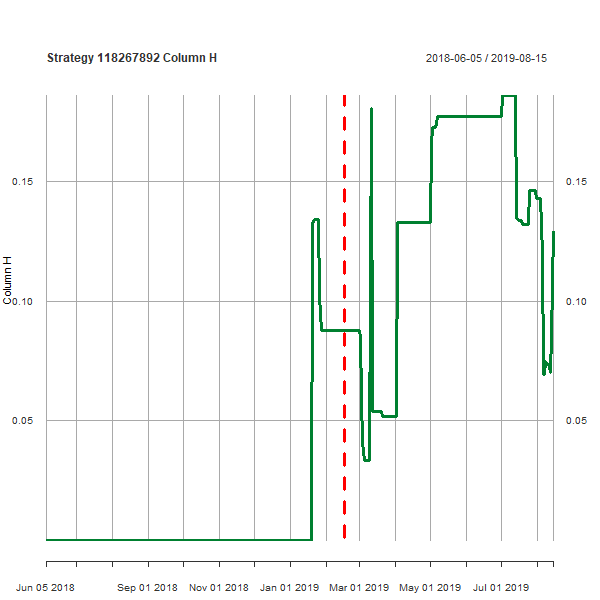 Strategy 118267892 Column H
2018-06-05 / 2019-08-15
Column H
0.15
0.15
0.10
0.10
0.05
0.05
Jun 05 2018
Sep 01 2018
Nov 01 2018
Jan 01 2019
Mar 01 2019
May 01 2019
Jul 01 2019